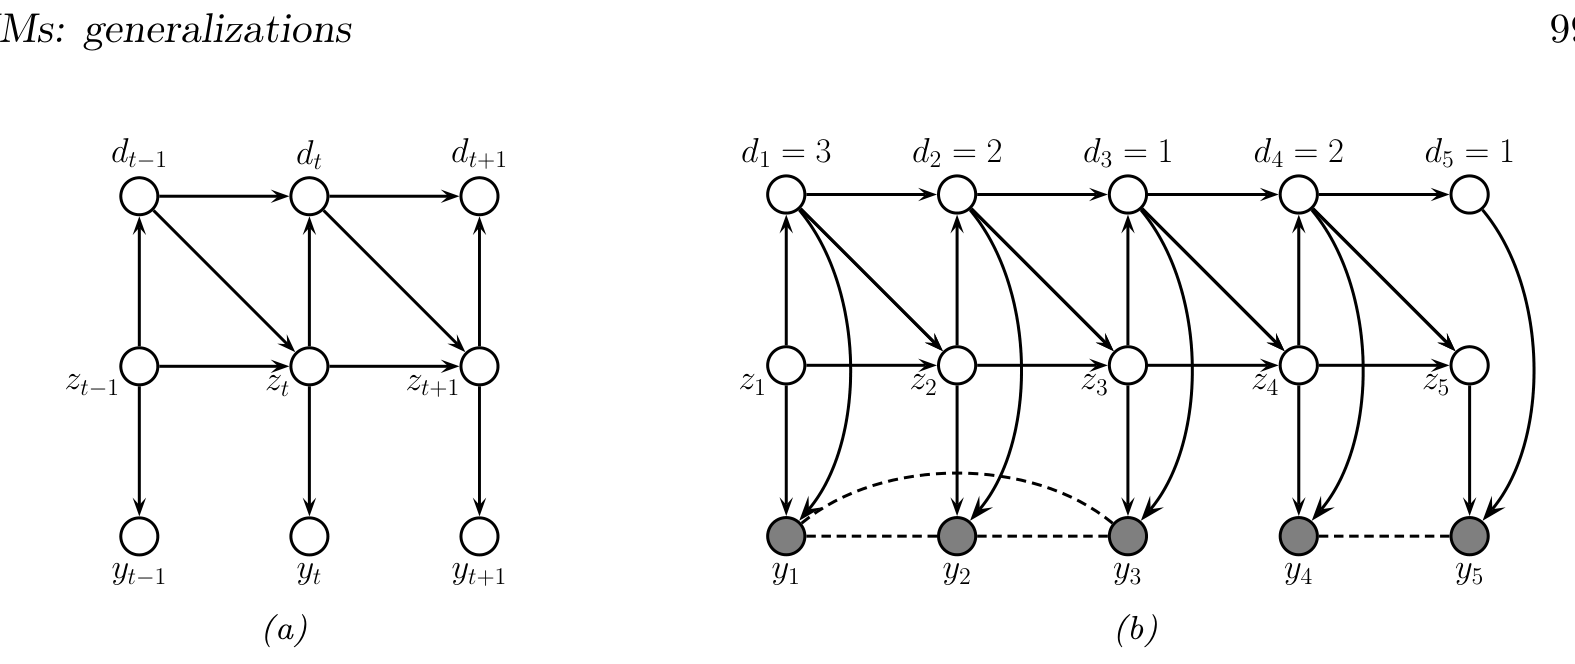 Ms: generalizations
d_{t−1} d_t d_{t+1} d_1 = 3 d_2 = 2 d_3 = 1 d_4 = 2 d_5 = 1
z_{t−1} z_t z_{t+1} z_1 z_2 z_3 z_4 z_5
y_{t−1} y_t y_{t+1} y_1 y_2 y_3 y_4 y_5
(a) (b)